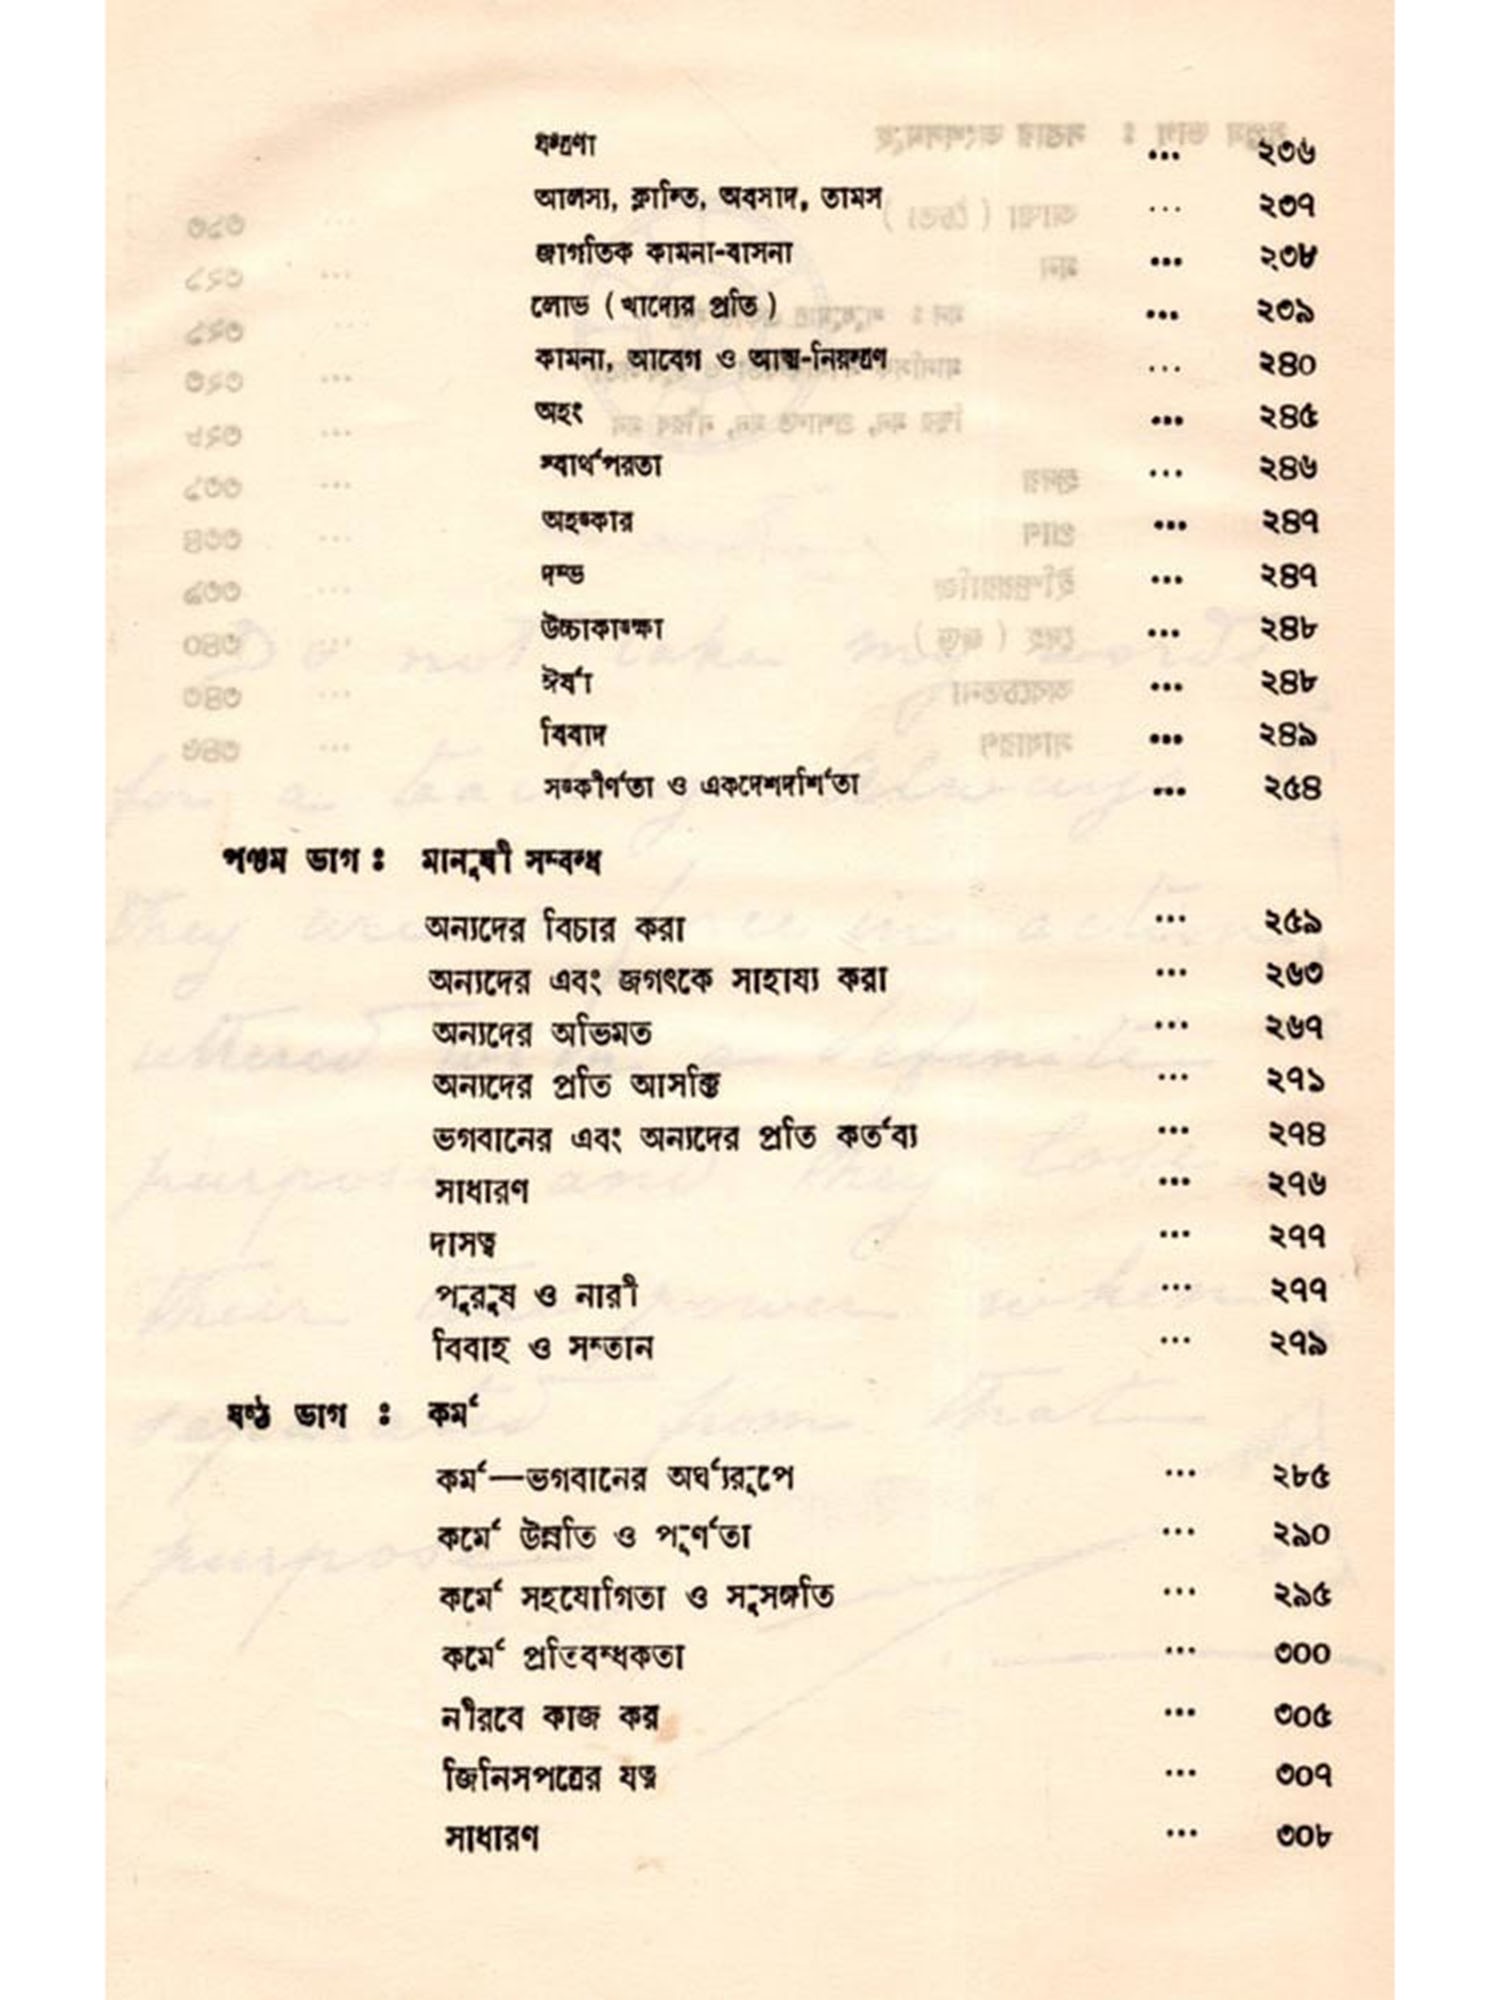 যন্ত্রণা ... ২৩৬
আলস্য, ক্লান্তি, অবসাদ, তামস ... ২৩৭
জাগতিক কামনা-বাসনা ... ২৩৮
লোভ ( খাদ্যের প্রতি ) ... ২৩৯
কামনা, আবেগ ও আত্ম-নিয়ন্ত্রণ ... ২৪০
অহং ... ২৪৫
স্বার্থপরতা ... ২৪৬
অহঙ্কার ... ২৪৭
দম্ভ ... ২৪৭
উচ্চাকাঙ্ক্ষা ... ২৪৮
ঈর্ষা ... ২৪৮
বিবাদ ... ২৪৯
সংকীর্ণতা ও একদেশদর্শিতা ... ২৫৪
পঞ্চম ভাগ : মানুষী সম্বন্ধ
অন্যদের বিচার করা ... ২৫৯
অন্যদের এবং জগৎকে সাহায্য করা ... ২৬৩
অন্যদের অভিমত ... ২৬৭
অন্যদের প্রতি আসক্তি ... ২৭১
ভগবানের এবং অন্যদের প্রতি কর্তব্য ... ২৭৪
সাধারণ ... ২৭৬
দাসত্ব ... ২৭৭
পুরুষ ও নারী ... ২৭৭
বিবাহ ও সন্তান ... ২৭৯
ষষ্ঠ ভাগ : কর্ম
কর্ম—ভগবানের অর্ঘ্যরূপে ... ২৮৫
কর্মে উন্নতি ও পূর্ণতা ... ২৯০
কর্মে সহযোগিতা ও সুসঙ্গতি ... ২৯৫
কর্মে প্রতিবন্ধকতা ... ৩০০
নীরবে কাজ কর ... ৩০৫
জিনিসপত্রের যত্ন ... ৩০৭
সাধারণ ... ৩০৮